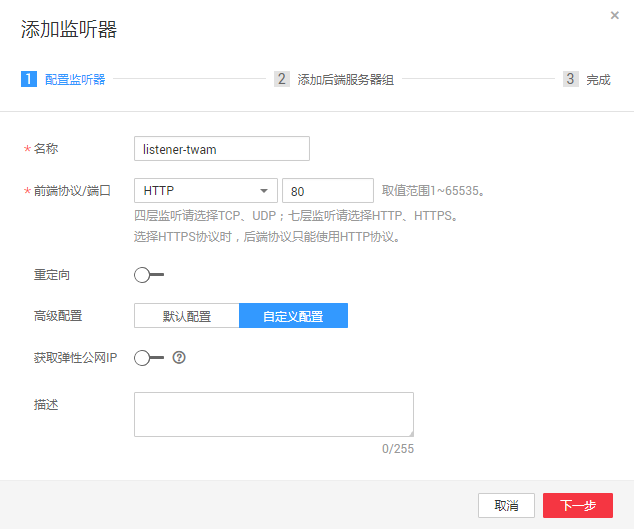 添加监听器
1 配置监听器 2 添加后端服务器组 3 完成
* 名称 listener-twam
* 前端协议/端口 HTTP 80 取值范围1~65535。
四层监听请选择TCP、UDP；七层监听请选择HTTP、HTTPS。
选择HTTPS协议时，后端协议只能使用HTTP协议。
重定向
高级配置 默认配置 自定义配置
获取弹性公网IP ?
描述
0/255
取消 下一步